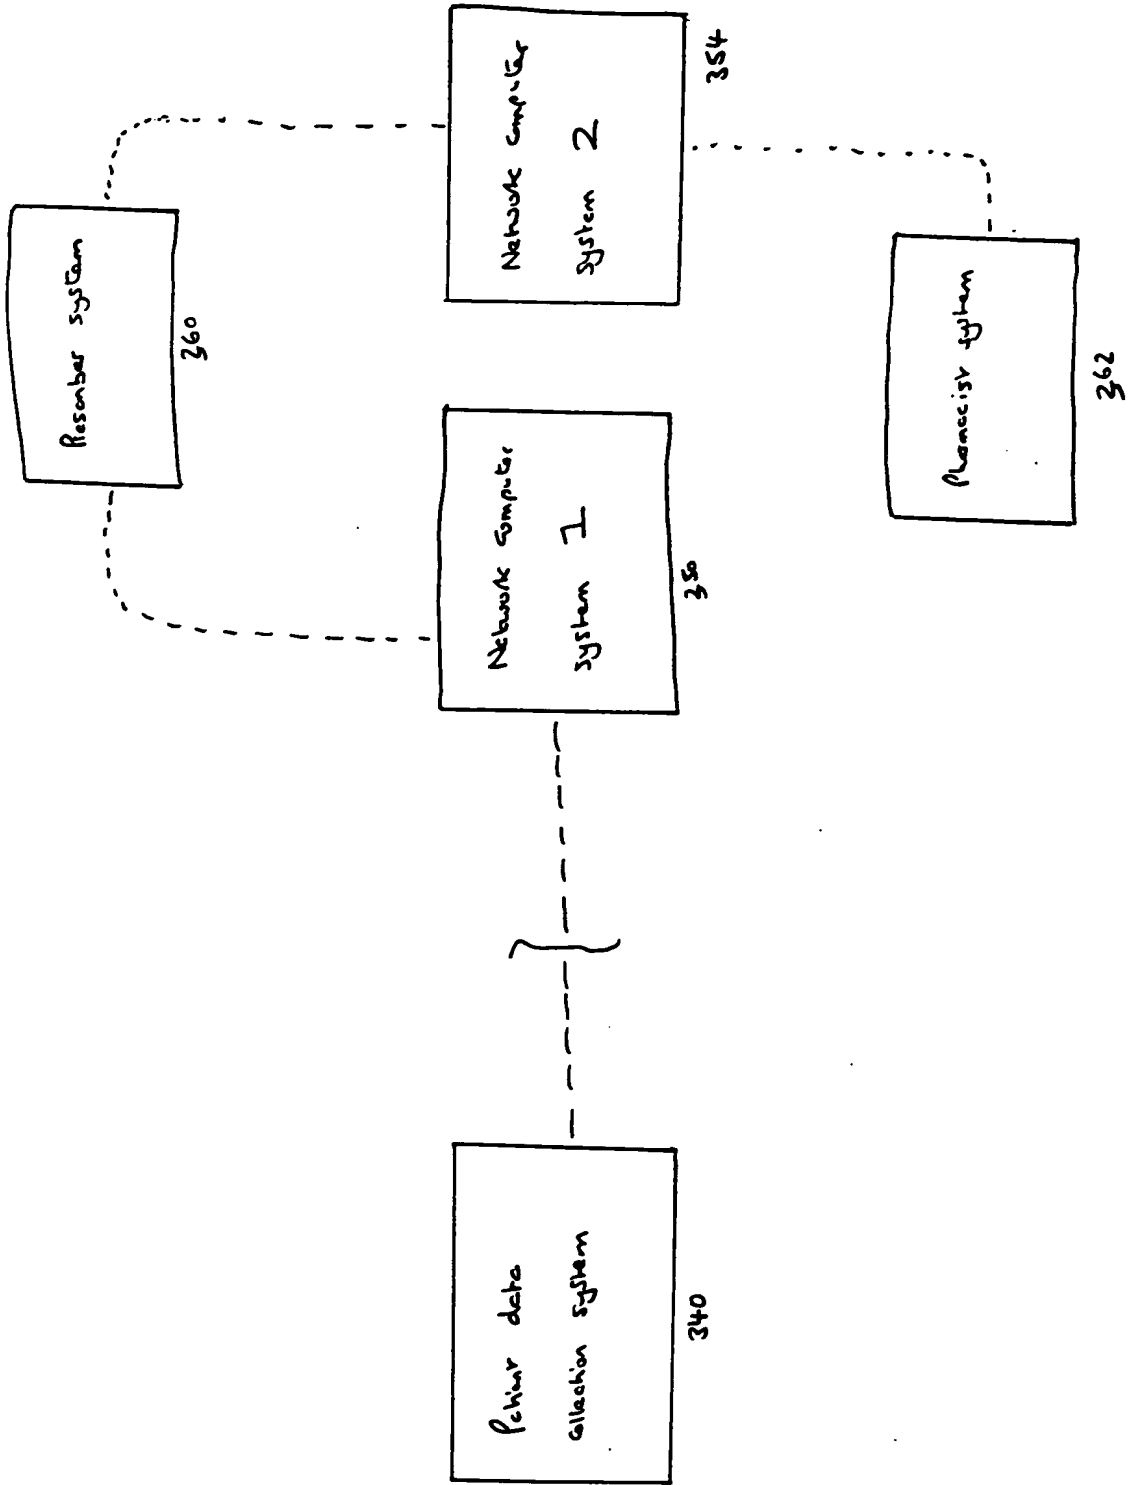 Prescriber system
360
Patient data
collection system
340
Network computer
system 1
350
Network computer
system 2
354
Pharmacist system
362